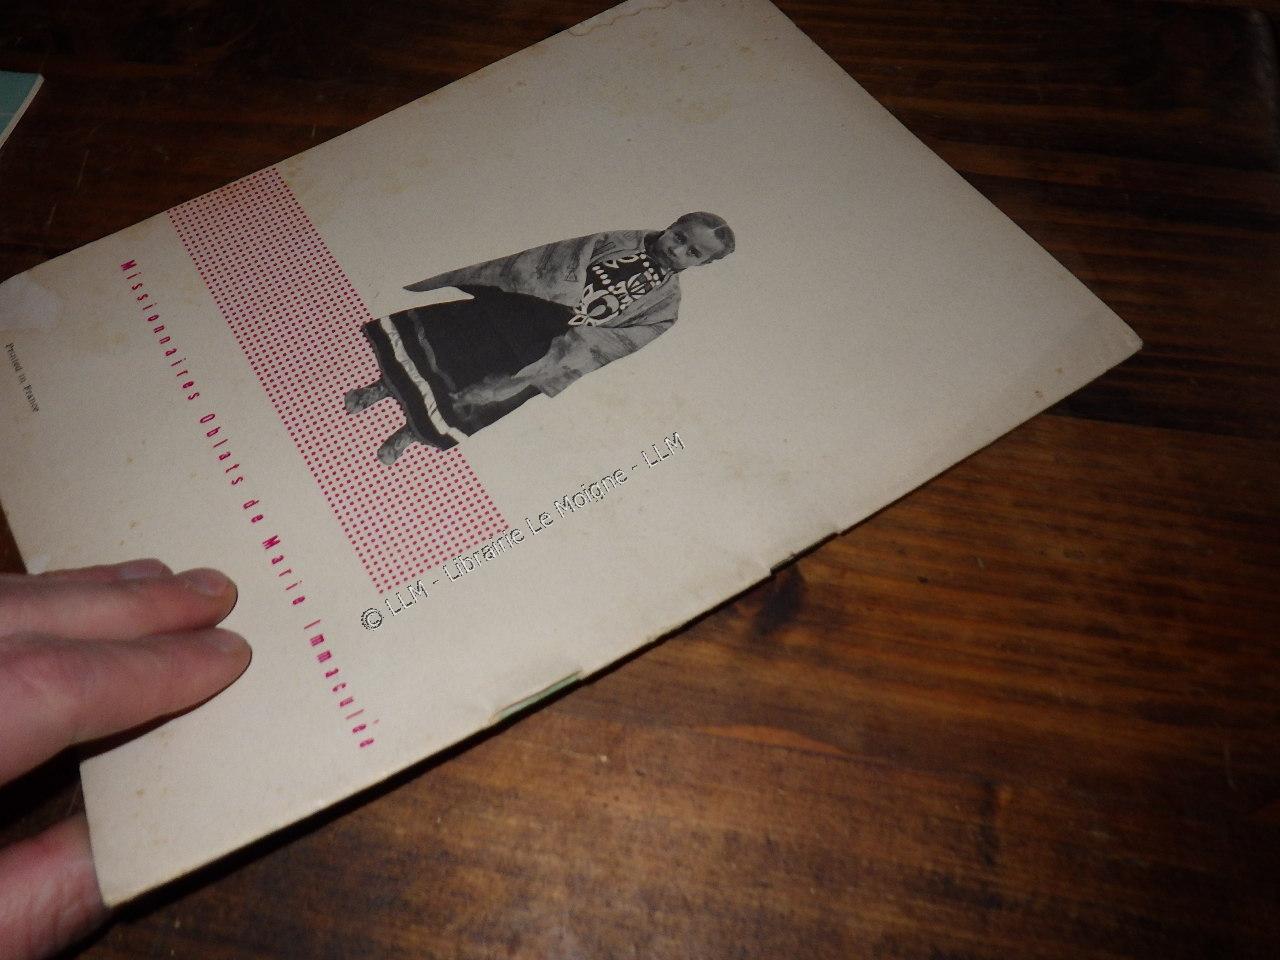 Missionnaires Oblats de Marie Immaculée
Printed in France
© LLM - Librairie Le Moigne - LLM